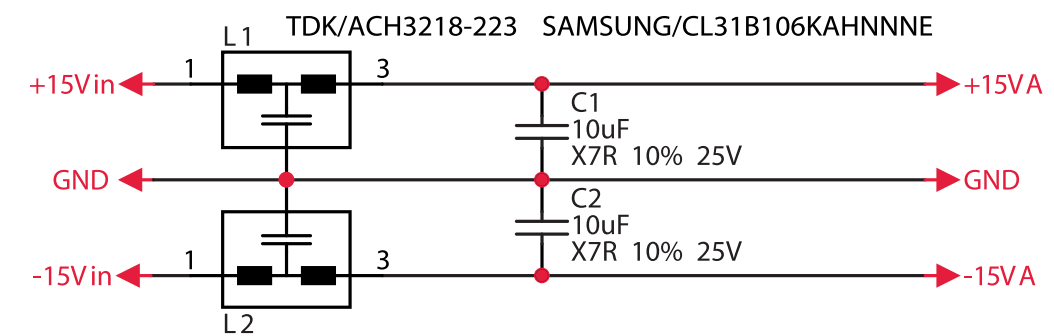 TDK/ACH3218-223 SAMSUNG/CL31B106KAHNNNE
L1
1 3
+15Vin +15VA
C1
10uF
X7R 10% 25V
GND GND
C2
10uF
X7R 10% 25V
1 3
-15Vin -15VA
L2